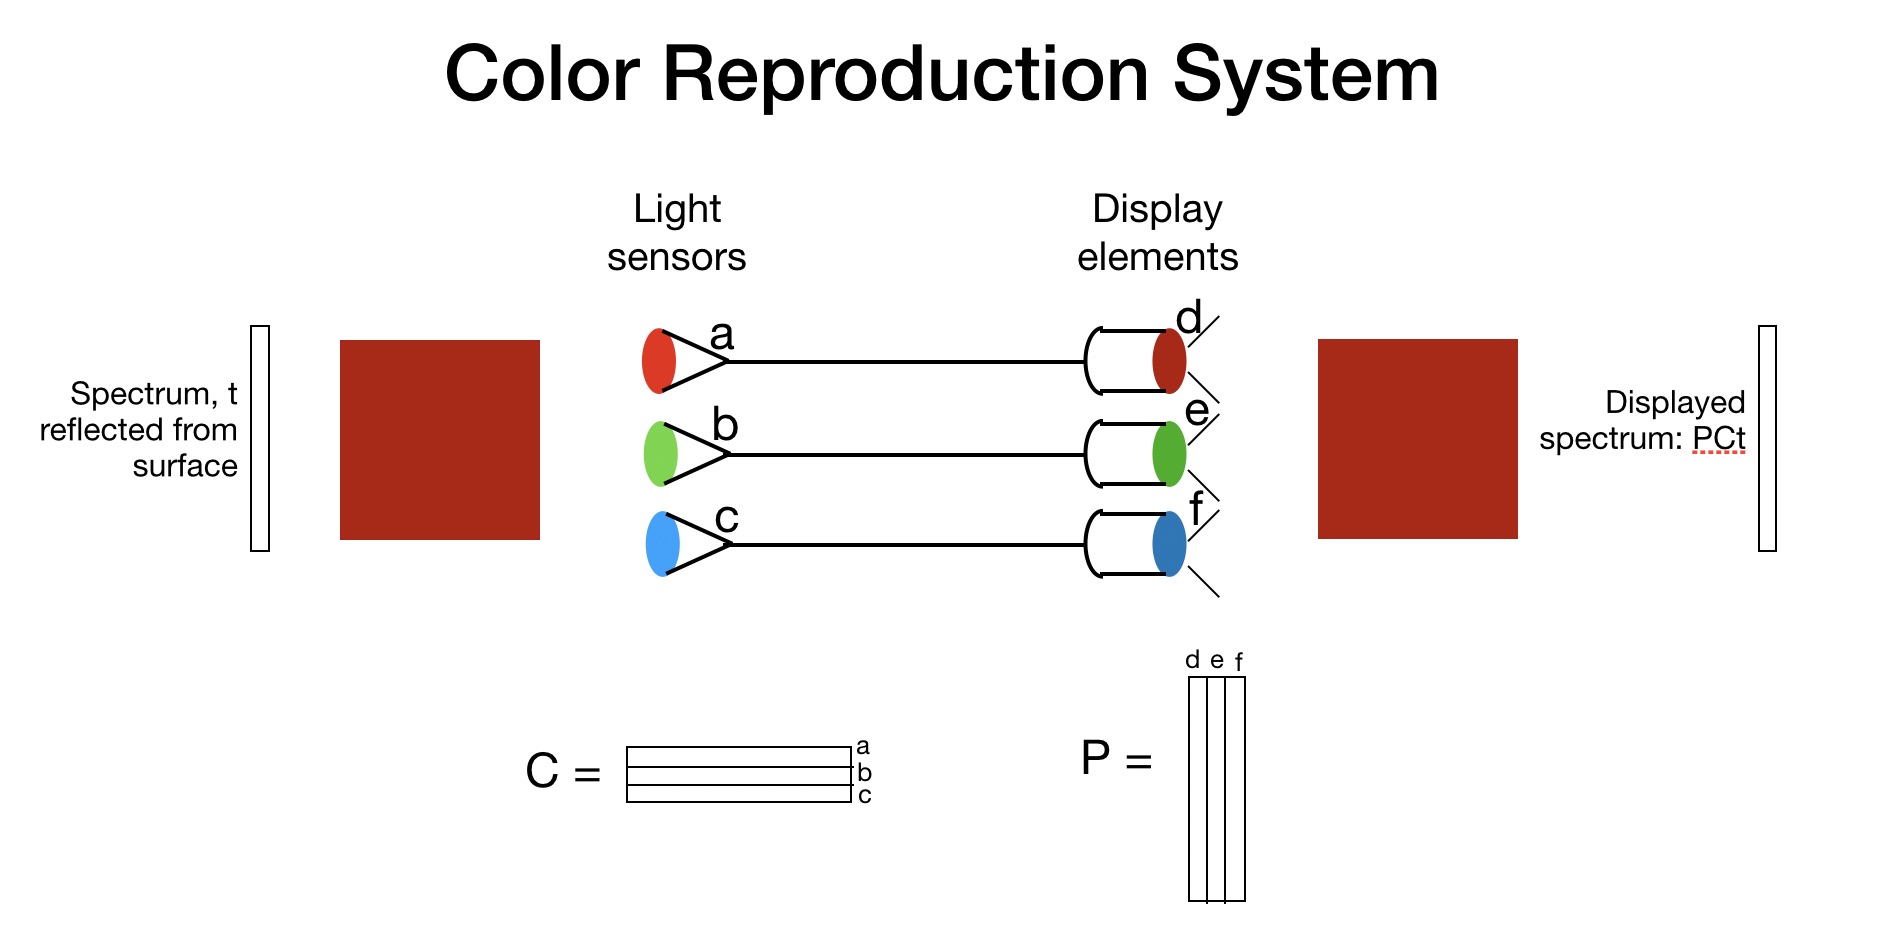 Color Reproduction System
Light
sensors
Display
elements
a
d
b
e
c
f
Spectrum, t
reflected from
surface
Displayed
spectrum: PCt
C =
a
b
c
P =
d e f